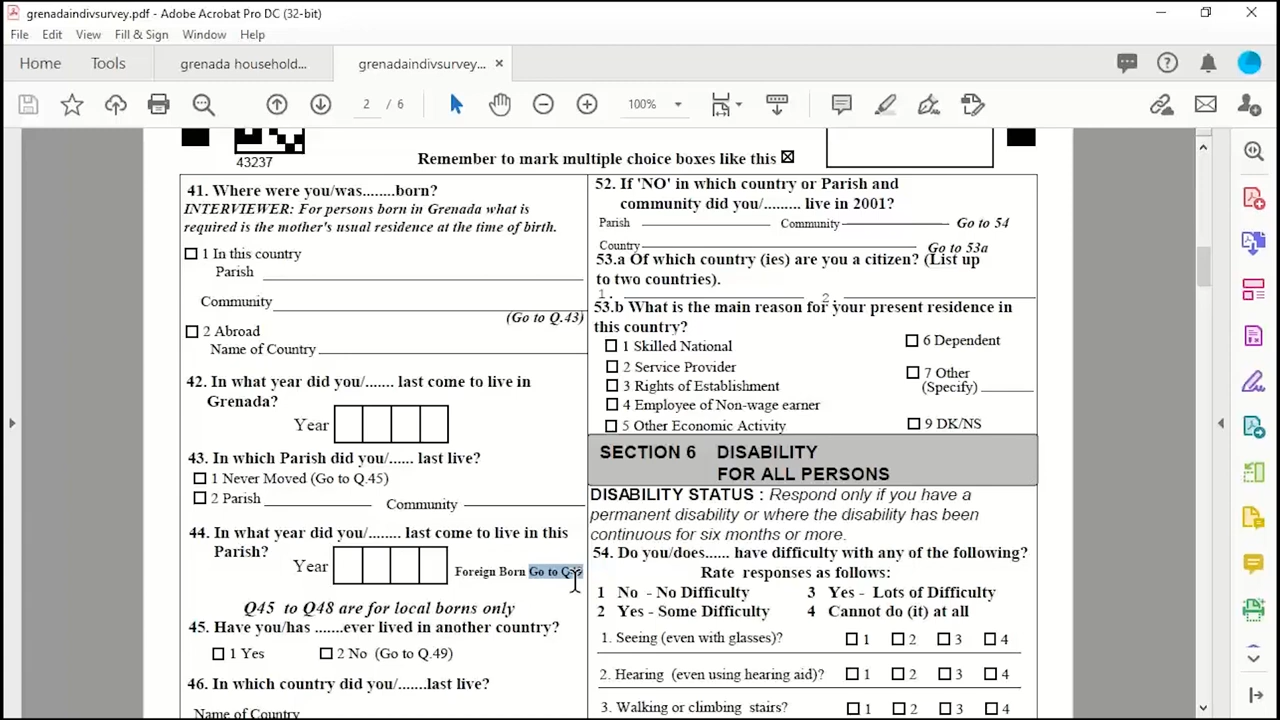 grenadaindivsurvey.pdf - Adobe Acrobat Pro DC (32-bit)
File Edit View Fill & Sign Window Help
Home Tools grenada household... grenadaindivsurvey... ×
2 / 6 100%
43237
Remember to mark multiple choice boxes like this
41. Where were you/was........born?
INTERVIEWER: For persons born in Grenada what is
required is the mother's usual residence at the time of birth.
1 In this country
Parish
Community
(Go to Q.43)
2 Abroad
Name of Country
42. In what year did you/....... last come to live in
Grenada?
Year
43. In which Parish did you/...... last live?
1 Never Moved (Go to Q.45)
2 Parish Community
44. In what year did you/........ last come to live in this
Parish?
Year Foreign Born Go to
Q45 to Q48 are for local borns only
45. Have you/has .......ever lived in another country?
1 Yes 2 No (Go to Q.49)
46. In which country did you/.......last live?
Name of Country
52. If 'NO' in which country or Parish and
community did you/......... live in 2001?
Parish Community Go to 54
Country Go to 53a
53.a Of which country (ies) are you a citizen? (List up
to two countries).
1. 2.
53.b What is the main reason for your present residence in
this country?
1 Skilled National 6 Dependent
2 Service Provider 7 Other
3 Rights of Establishment (Specify)
4 Employee of Non-wage earner
5 Other Economic Activity 9 DK/NS
SECTION 6 DISABILITY
FOR ALL PERSONS
DISABILITY STATUS : Respond only if you have a
permanent disability or where the disability has been
continuous for six months or more.
54. Do you/does...... have difficulty with any of the following?
Rate responses as follows:
1 No - No Difficulty 3 Yes - Lots of Difficulty
2 Yes - Some Difficulty 4 Cannot do (it) at all
1. Seeing (even with glasses)? 1 2 3 4
2. Hearing (even using hearing aid)? 1 2 3 4
3. Walking or climbing stairs? 1 2 3 4